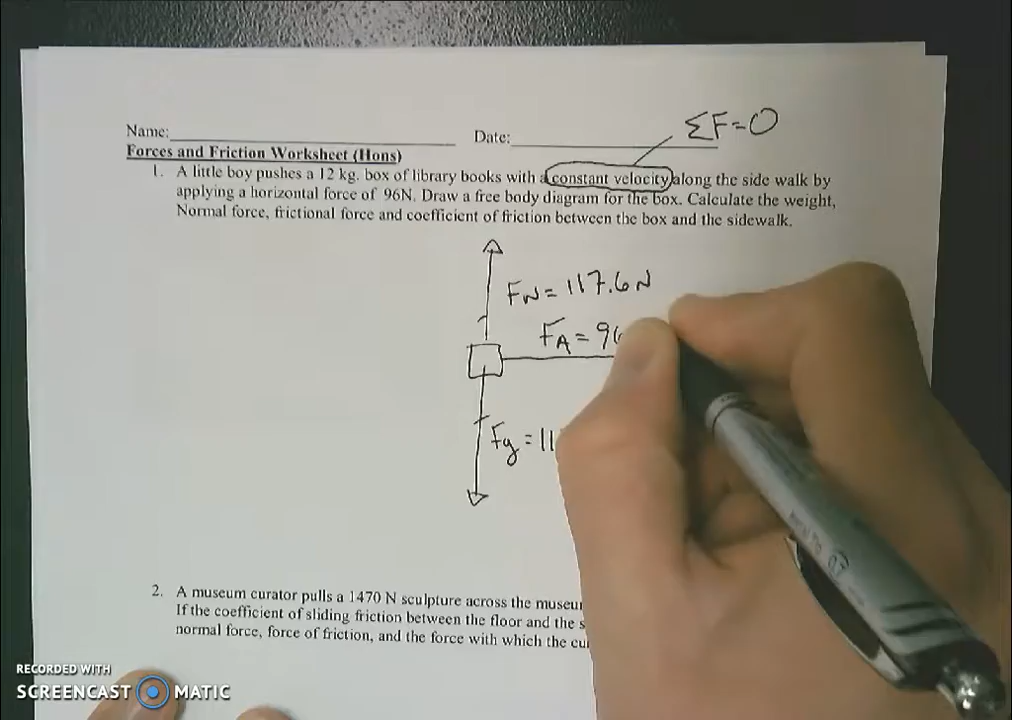 ΣF=0
Name: Date:
Forces and Friction Worksheet (Hons)
1. A little boy pushes a 12 kg. box of library books with a constant velocity along the side walk by
applying a horizontal force of 96N. Draw a free body diagram for the box. Calculate the weight,
Normal force, frictional force and coefficient of friction between the box and the sidewalk.
FN = 117.6N
FA = 96
Fg = 11
2. A museum curator pulls a 1470 N sculpture across the
If the coefficient of sliding friction between the floor and the
normal force, force of friction, and the force with which the
RECORDED WITH
SCREENCAST MATIC